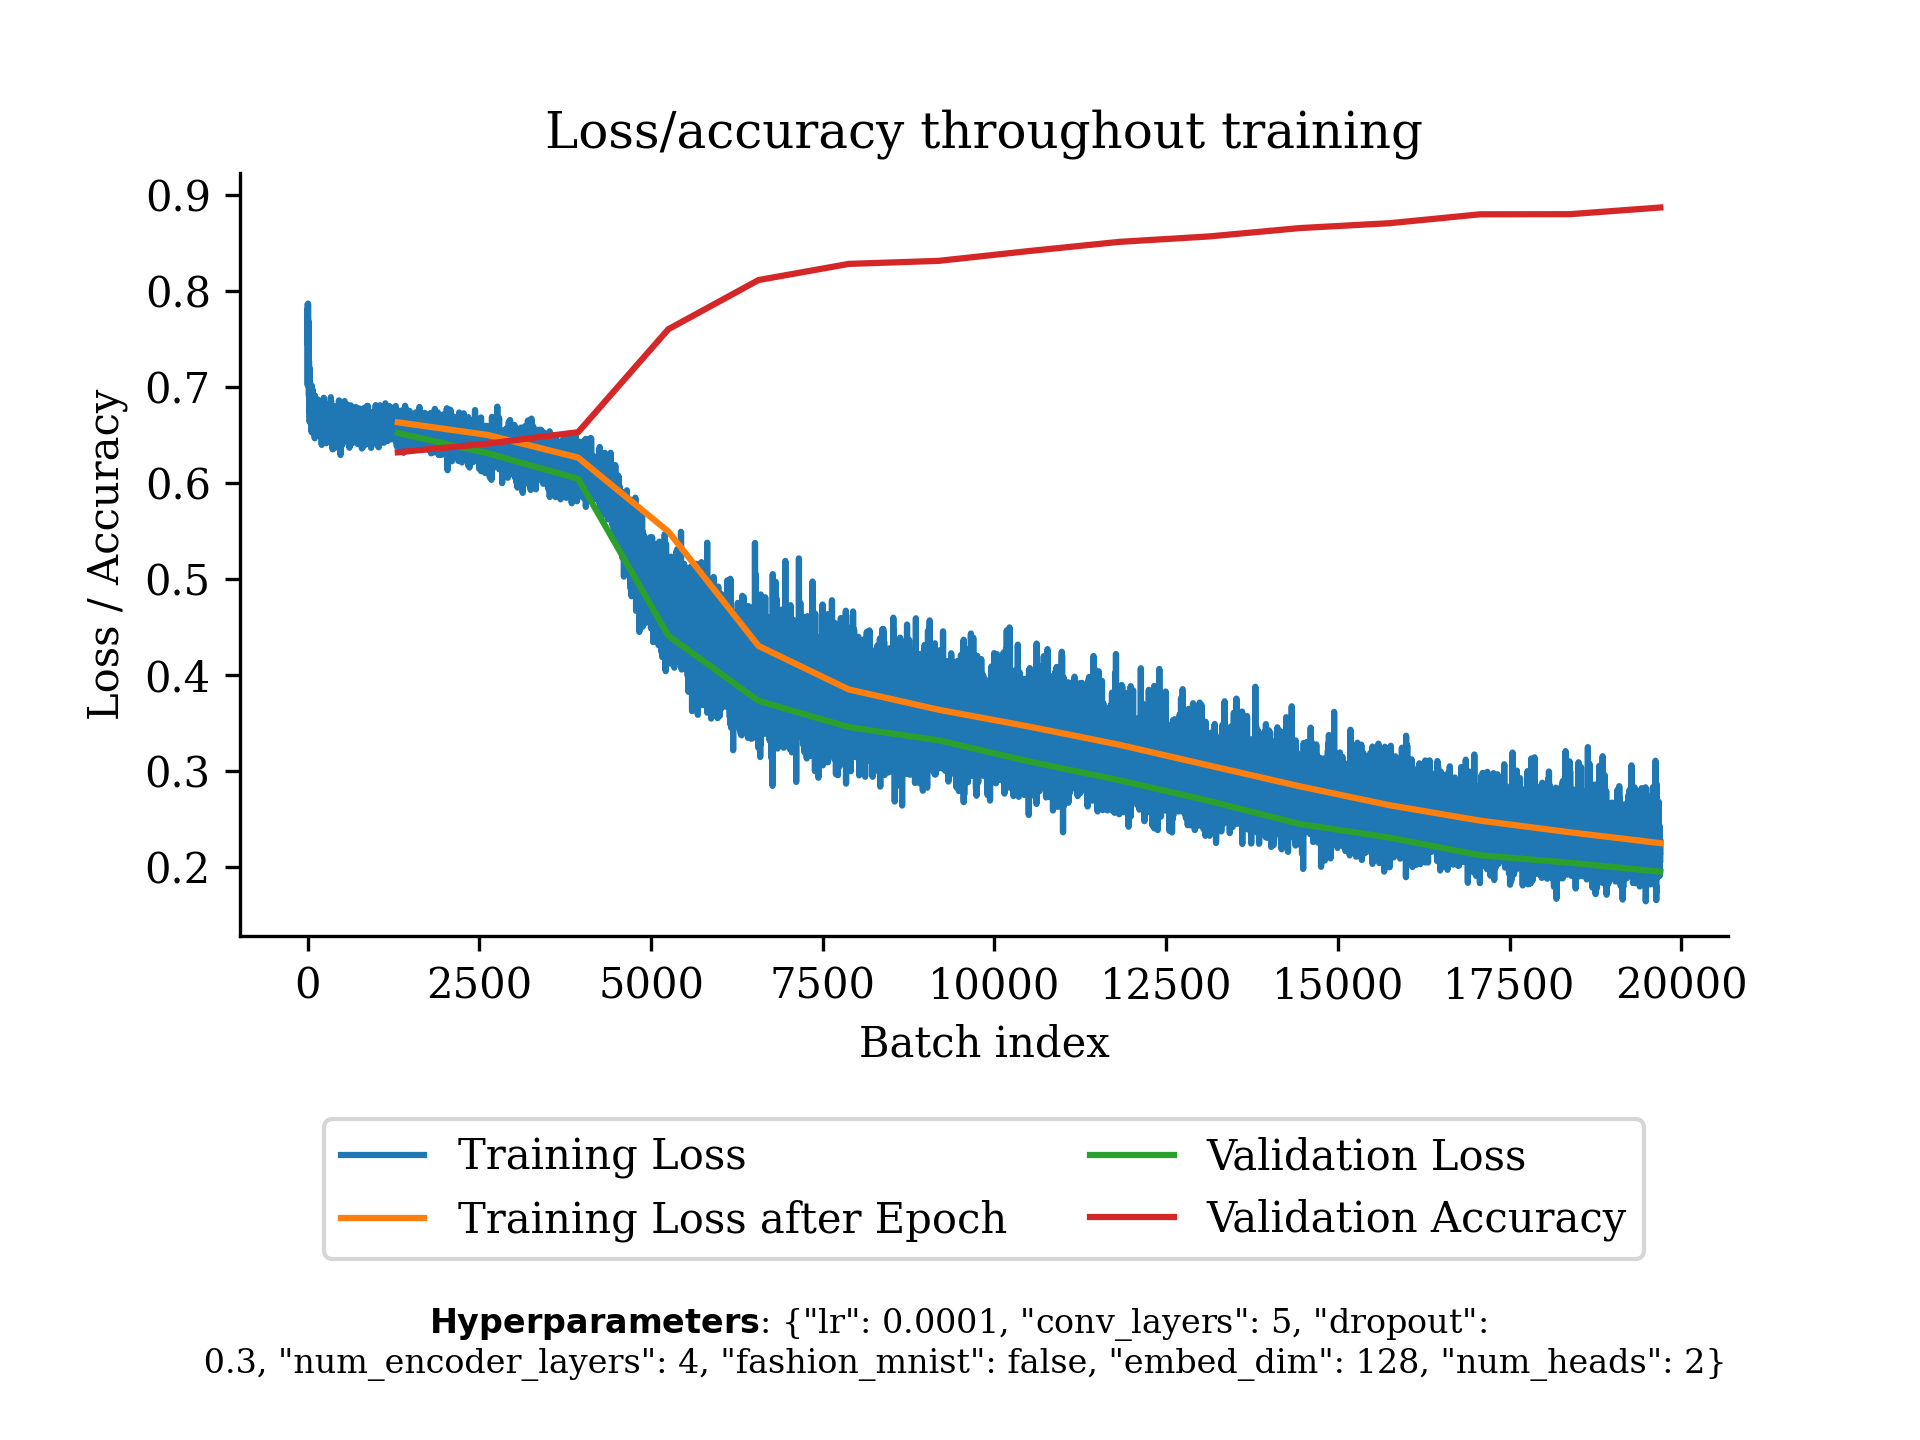 Loss/accuracy throughout training
Loss / Accuracy
0.9
0.8
0.7
0.6
0.5
0.4
0.3
0.2
0 2500 5000 7500 10000 12500 15000 17500 20000
Batch index
Training Loss
Training Loss after Epoch
Validation Loss
Validation Accuracy
Hyperparameters: {"lr": 0.0001, "conv_layers": 5, "dropout":
0.3, "num_encoder_layers": 4, "fashion_mnist": false, "embed_dim": 128, "num_heads": 2}